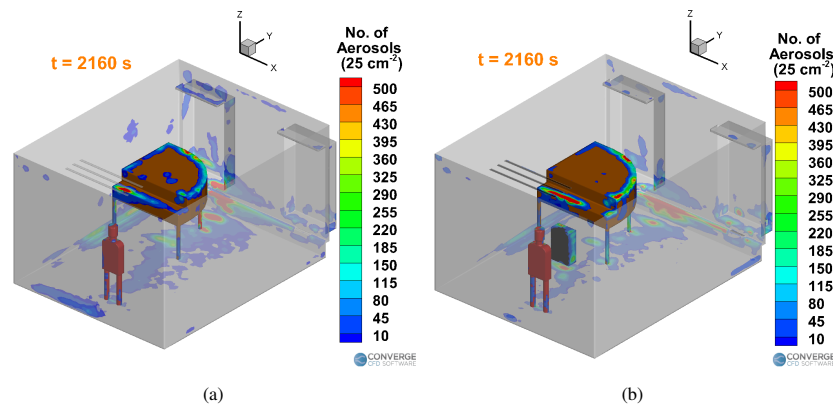 t = 2160 s
Z
Y
X
No. of
Aerosols
(25 cm⁻²)
500
465
430
395
360
325
290
255
220
185
150
115
80
45
10
CONVERGE
CFD SOFTWARE
(a)
t = 2160 s
Z
Y
X
No. of
Aerosols
(25 cm⁻²)
500
465
430
395
360
325
290
255
220
185
150
115
80
45
10
CONVERGE
CFD SOFTWARE
(b)